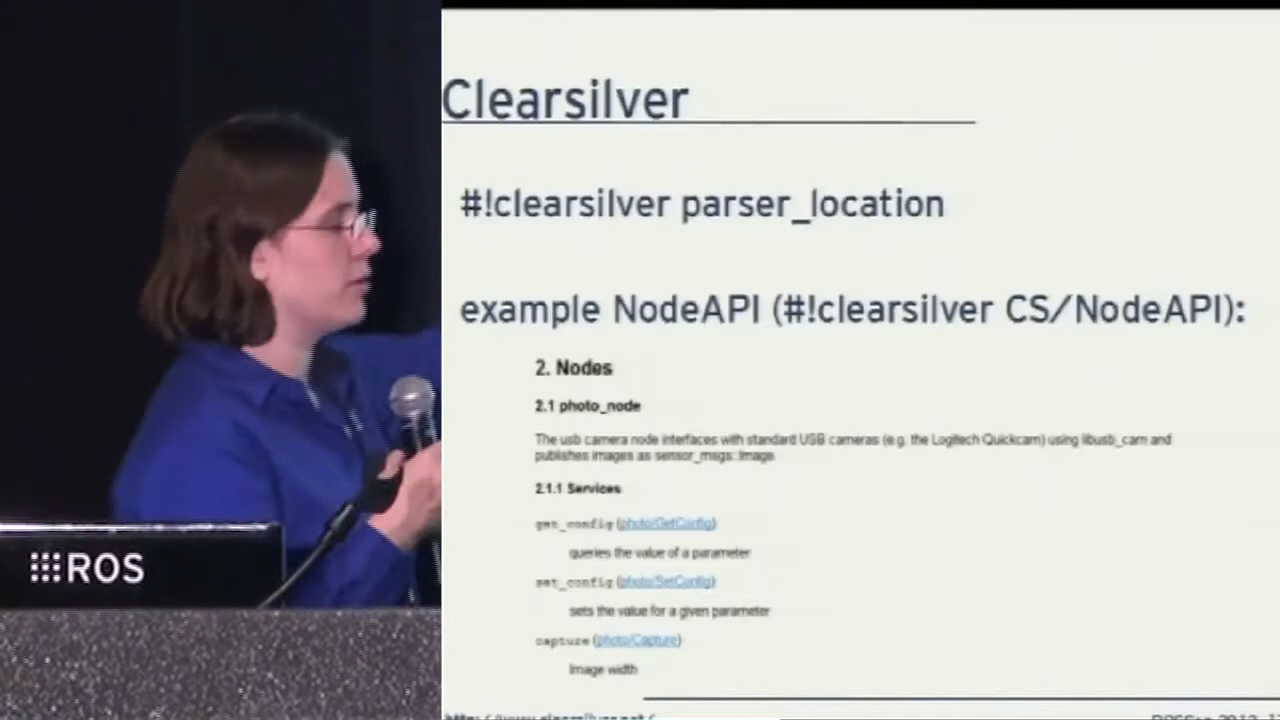 Clearsilver
#!clearsilver parser_location
example NodeAPI (#!clearsilver CS/NodeAPI):
2. Nodes
2.1 photo_node
The usb camera node interfaces with standard USB cameras (e.g. the Logitech Quickcam) using libusb_cam and
publishes images as sensor_msgs::Image
2.1.1 Services
get_config (photo/GetConfig)
queries the value of a parameter
set_config (photo/SetConfig)
sets the value for a given parameter
capture (photo/Capture)
Image width
ROS